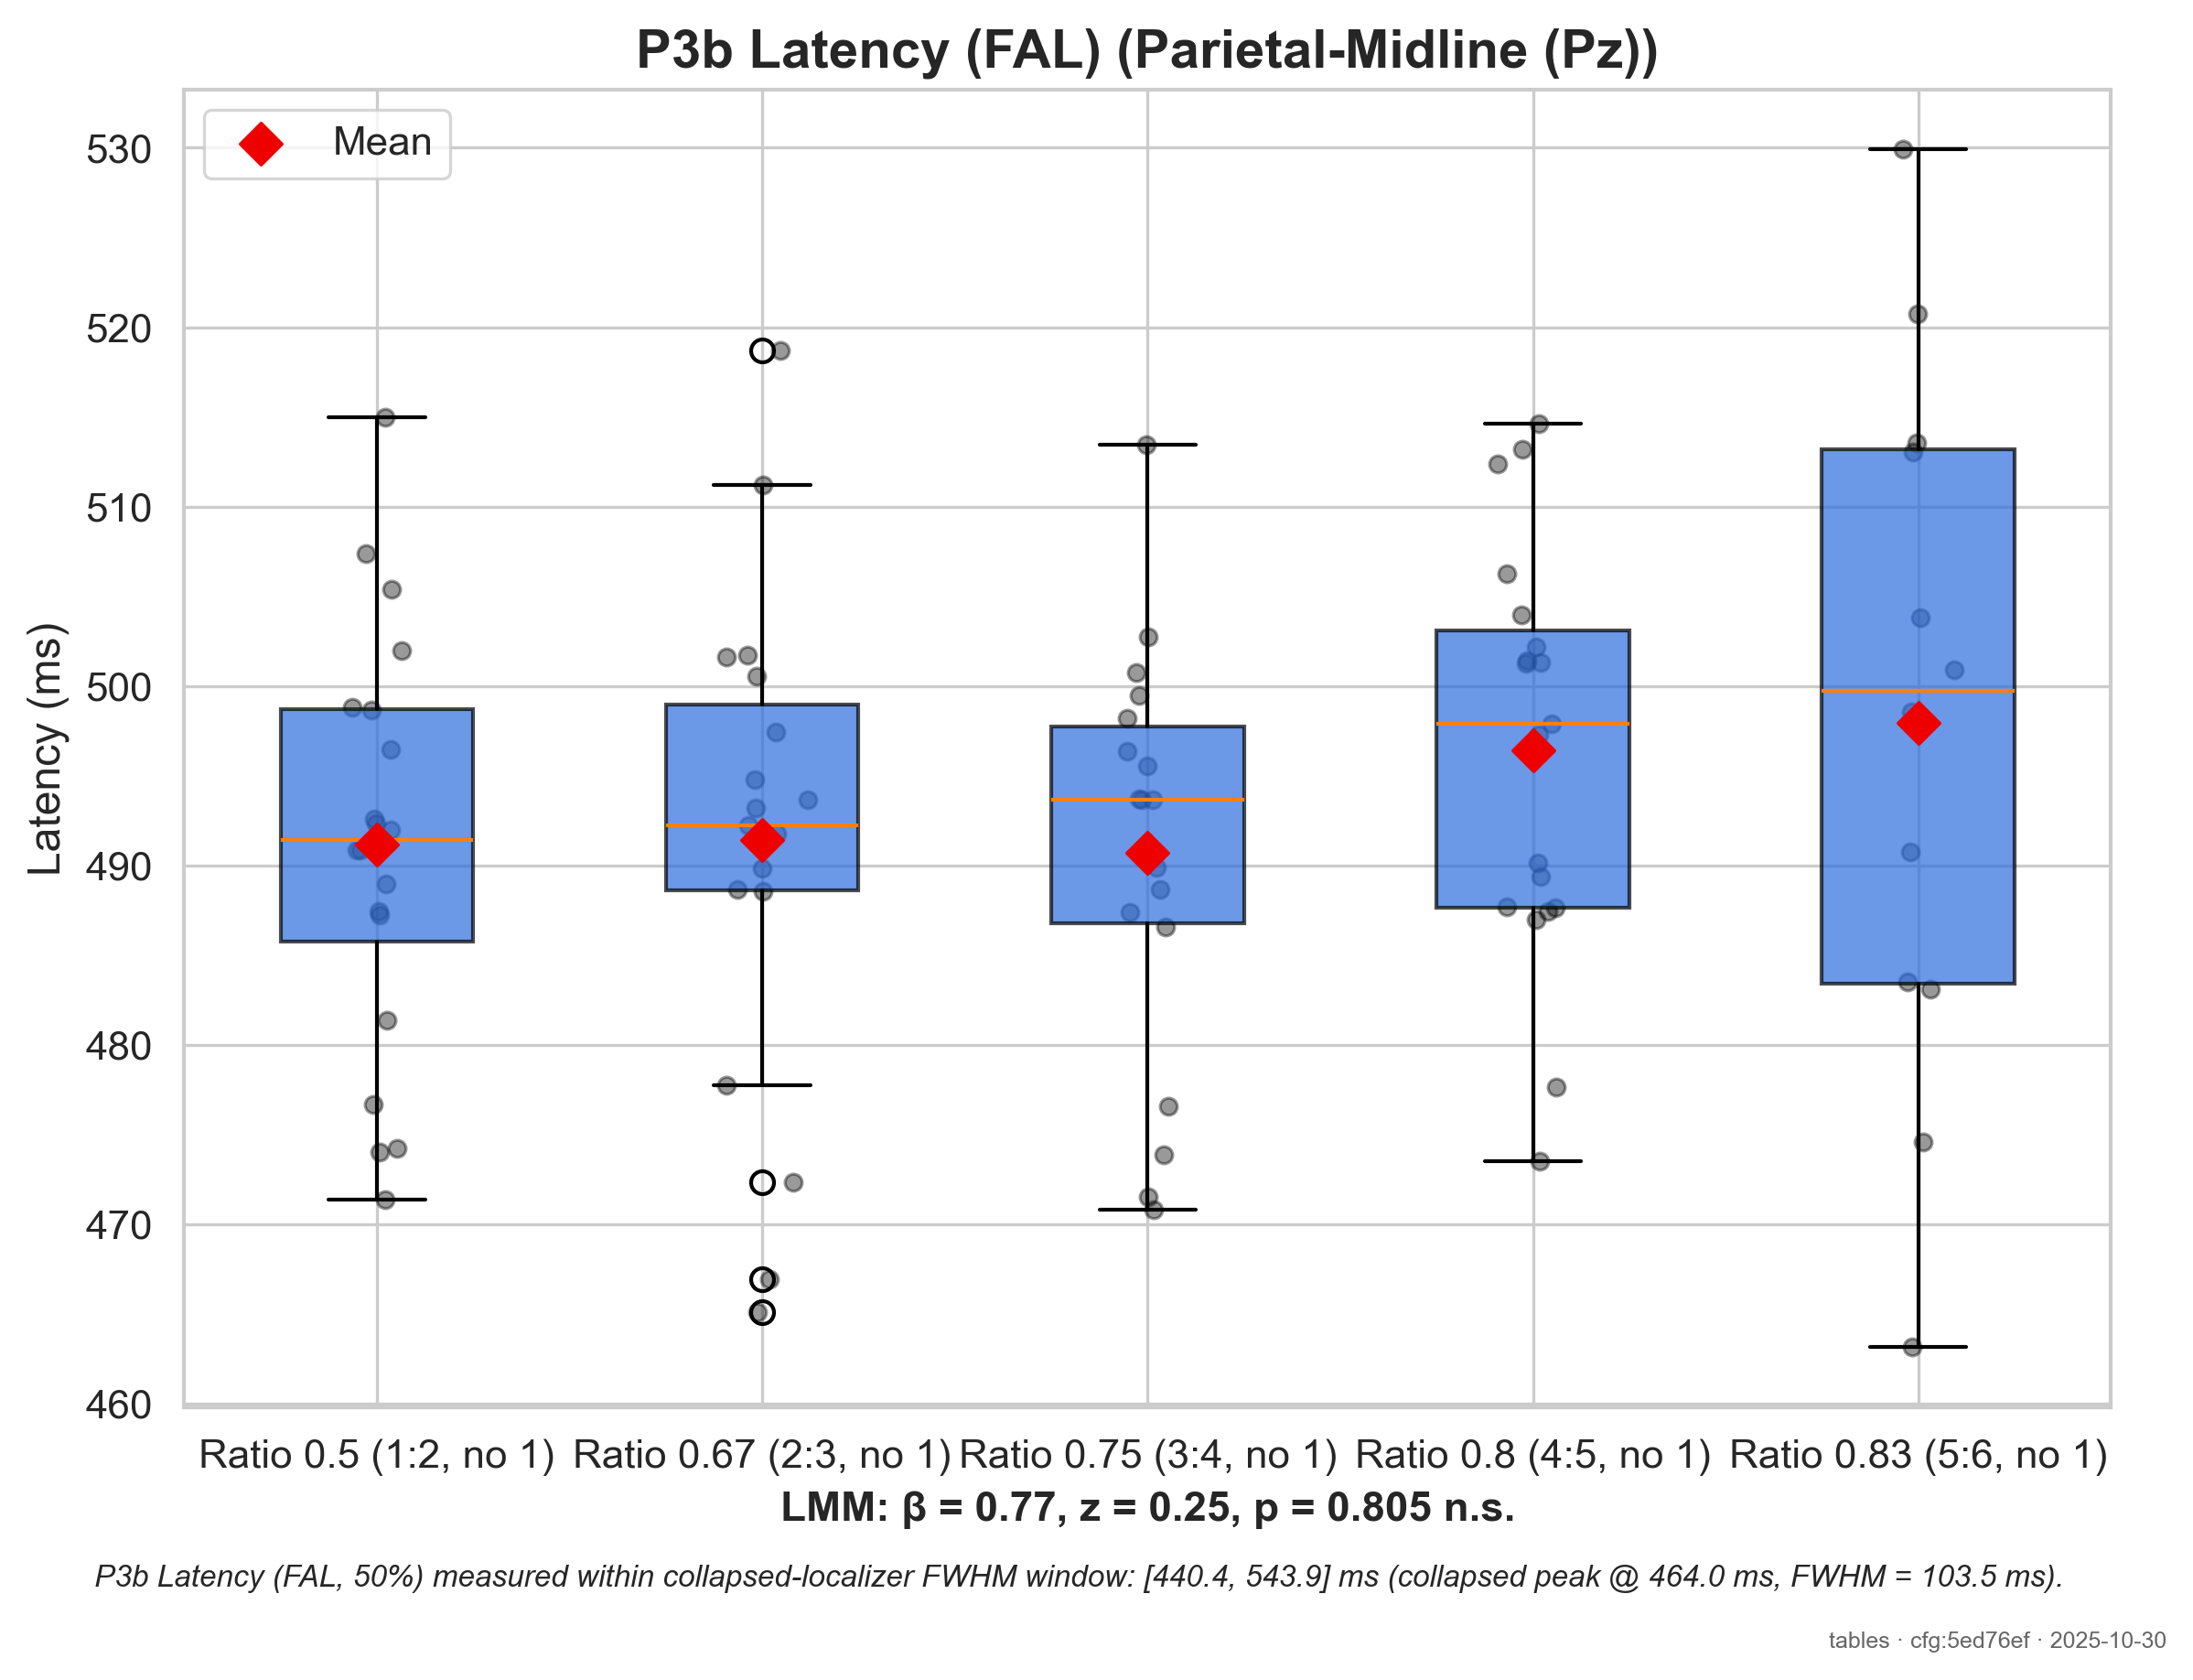 P3b Latency (FAL) (Parietal-Midline (Pz))
Mean
Latency (ms)
530
520
510
500
490
480
470
460
Ratio 0.5 (1:2, no 1) Ratio 0.67 (2:3, no 1) Ratio 0.75 (3:4, no 1) Ratio 0.8 (4:5, no 1) Ratio 0.83 (5:6, no 1)
LMM: β = 0.77, z = 0.25, p = 0.805 n.s.
P3b Latency (FAL, 50%) measured within collapsed-localizer FWHM window: [440.4, 543.9] ms (collapsed peak @ 464.0 ms, FWHM = 103.5 ms).
tables · cfg:5ed76ef · 2025-10-30